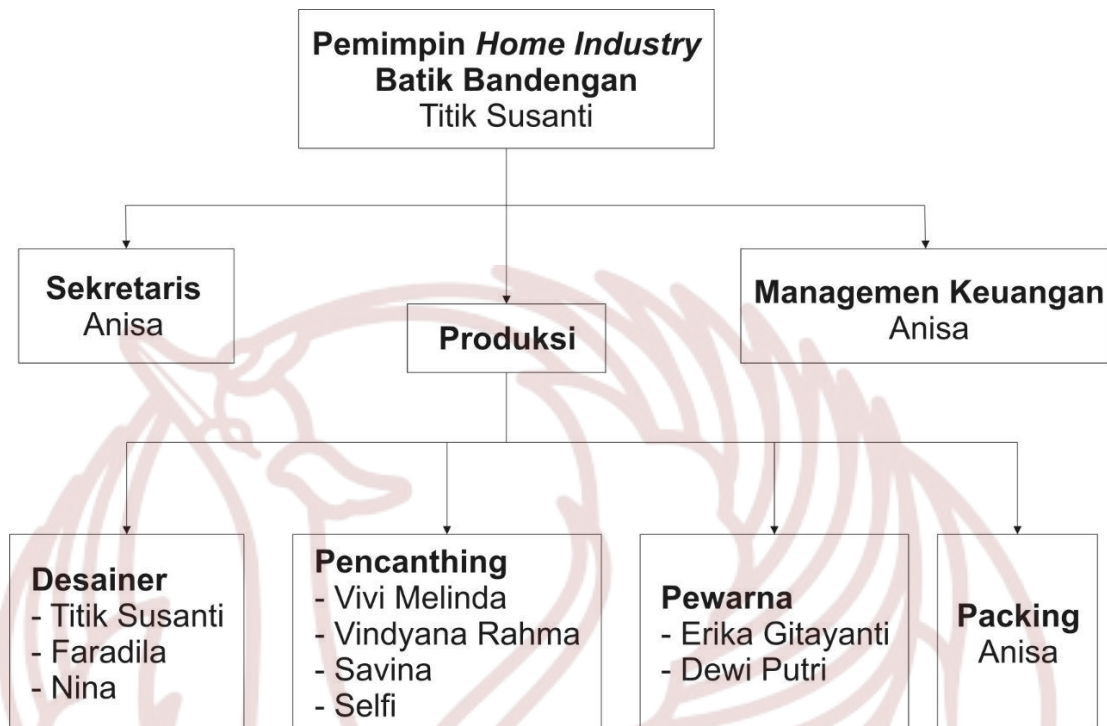 Pemimpin Home Industry
Batik Bandengan
Titik Susanti
Sekretaris
Anisa
Produksi
Managemen Keuangan
Anisa
Desainer
- Titik Susanti
- Faradila
- Nina
Pencanthing
- Vivi Melinda
- Vindyana Rahma
- Savina
- Selfi
Pewarna
- Erika Gitayanti
- Dewi Putri
Packing
Anisa